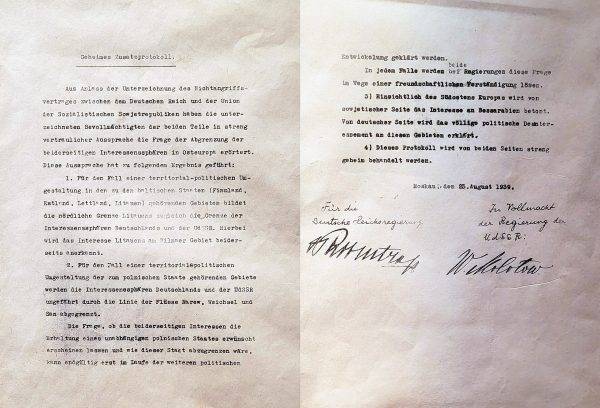 Geheimes Zusatzprotokoll.
Aus Anlass der Unterzeichnung des Nichtangriffs-
vertrages zwischen dem Deutschen Reich und der Union
der Sozialistischen Sowjetrepubliken haben die unter-
zeichneten Bevollmächtigten der beiden Teile in streng
vertraulicher Aussprache die Frage der Abgrenzung der
beiderseitigen Interessensphären in Osteuropa erörtert.
Diese Aussprache hat zu folgendem Ergebnis geführt:
1. Für den Fall einer territorial-politischen Um-
gestaltung in den zu den baltischen Staaten (Finnland,
Estland, Lettland, Litauen) gehörenden Gebieten bildet
die nördliche Grenze Litauens zugleich die Grenze der
Interessensphären Deutschlands und der UdSSR. Hierbei
wird das Interesse Litauens am Wilnaer Gebiet beider-
seits anerkannt.
2. Für den Fall einer territorial-politischen
Umgestaltung der zum polnischen Staate gehörenden Gebiete
werden die Interessensphären Deutschlands und der UdSSR
ungefähr durch die Linie der Flüsse Narew, Weichsel und
San abgegrenzt.
Die Frage, ob die beiderseitigen Interessen die
Erhaltung eines unabhängigen polnischen Staates erwünscht
erscheinen lassen und wie dieser Staat abzugrenzen wäre,
kann endgültig erst im Laufe der weiteren politischen
Entwickelung geklärt werden.
In jedem Falle werden beide Regierungen diese Frage
im Wege einer freundschaftlichen Verständigung lösen.
3) Hinsichtlich des Südostens Europas wird von
sowjetischer Seite das Interesse an Bessarabien betont.
Von deutscher Seite wird das völlige politische Desinter-
essement an diesen Gebieten erklärt.
4) Dieses Protokoll wird von beiden Seiten streng
geheim behandelt werden.
Moskau, den 23. August 1939.
Für die
Deutsche Reichsregierung:
In Vollmacht
der Regierung der
UdSSR: